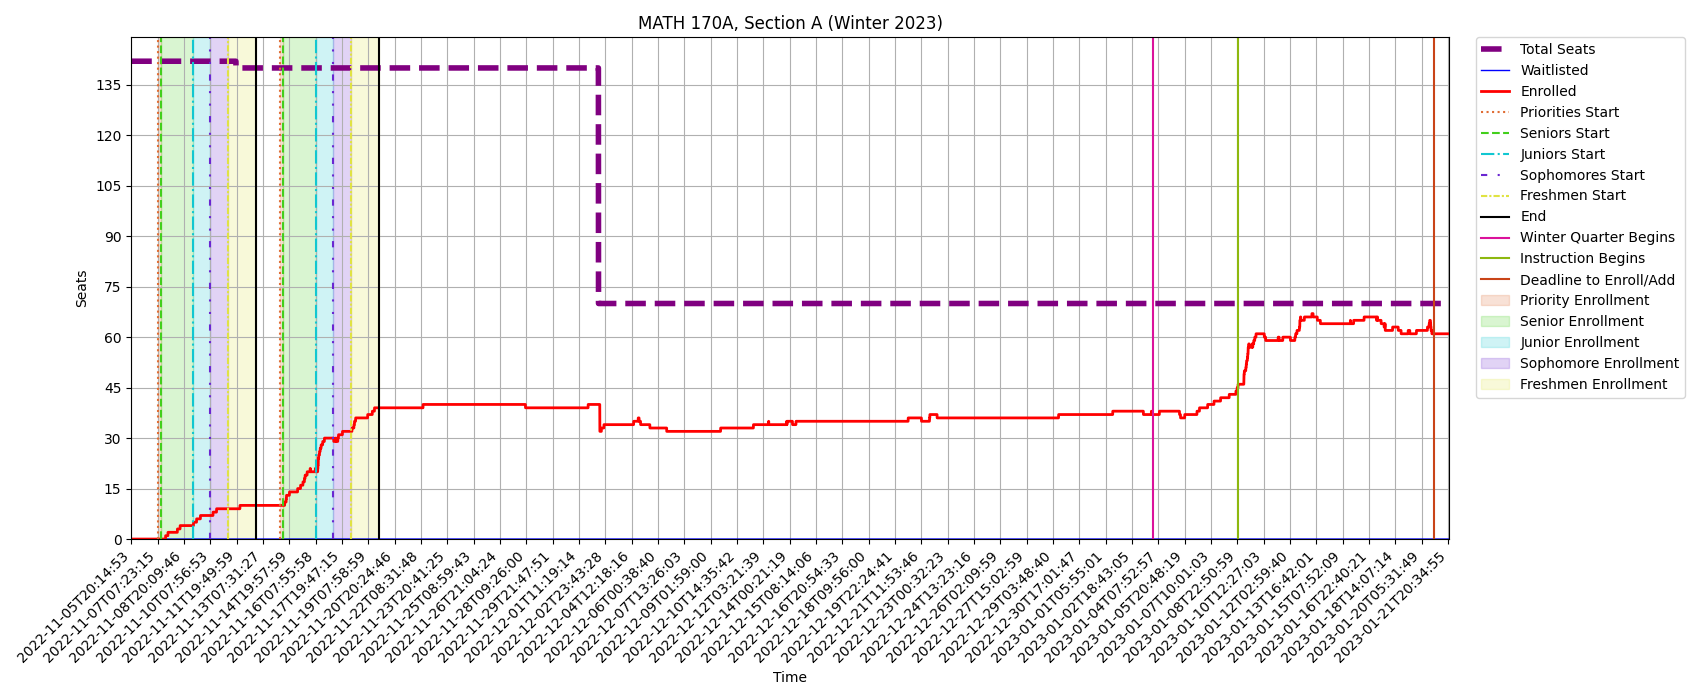 MATH 170A, Section A (Winter 2023)
Seats
135
120
105
90
75
60
45
30
15
0
2022-11-05T20:14:53
2022-11-07T07:23:15
2022-11-08T20:09:46
2022-11-10T07:56:53
2022-11-11T19:49:59
2022-11-13T07:31:27
2022-11-14T19:57:59
2022-11-16T07:55:58
2022-11-17T19:47:15
2022-11-19T07:58:59
2022-11-20T20:24:46
2022-11-22T08:31:48
2022-11-23T20:41:25
2022-11-25T08:59:43
2022-11-26T21:04:24
2022-11-28T09:26:00
2022-11-29T21:47:51
2022-12-01T11:19:14
2022-12-02T23:43:28
2022-12-04T12:18:16
2022-12-06T00:38:40
2022-12-07T13:26:03
2022-12-09T01:59:00
2022-12-10T14:35:42
2022-12-12T03:21:39
2022-12-14T00:21:19
2022-12-15T08:14:06
2022-12-16T20:54:33
2022-12-18T09:56:00
2022-12-19T22:24:41
2022-12-21T11:53:46
2022-12-23T00:32:23
2022-12-24T13:23:16
2022-12-26T02:09:59
2022-12-27T15:02:59
2022-12-29T03:48:40
2022-12-30T17:01:47
2023-01-01T05:55:01
2023-01-02T18:43:05
2023-01-04T07:52:57
2023-01-05T20:48:19
2023-01-07T10:01:03
2023-01-08T22:50:59
2023-01-10T12:27:03
2023-01-12T02:59:40
2023-01-13T16:42:01
2023-01-15T07:52:09
2023-01-16T22:40:21
2023-01-18T14:07:14
2023-01-20T05:31:49
2023-01-21T20:34:55
Time
Total Seats
Waitlisted
Enrolled
Priorities Start
Seniors Start
Juniors Start
Sophomores Start
Freshmen Start
End
Winter Quarter Begins
Instruction Begins
Deadline to Enroll/Add
Priority Enrollment
Senior Enrollment
Junior Enrollment
Sophomore Enrollment
Freshmen Enrollment